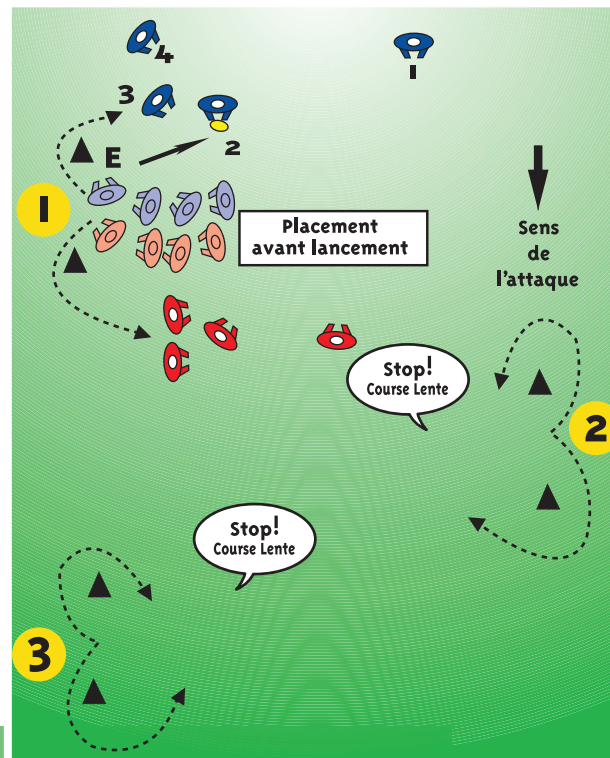 4
1
3
E
2
1
Placement
avant lancement
Sens
de
l'attaque
Stop!
Course Lente
2
Stop!
Course Lente
3